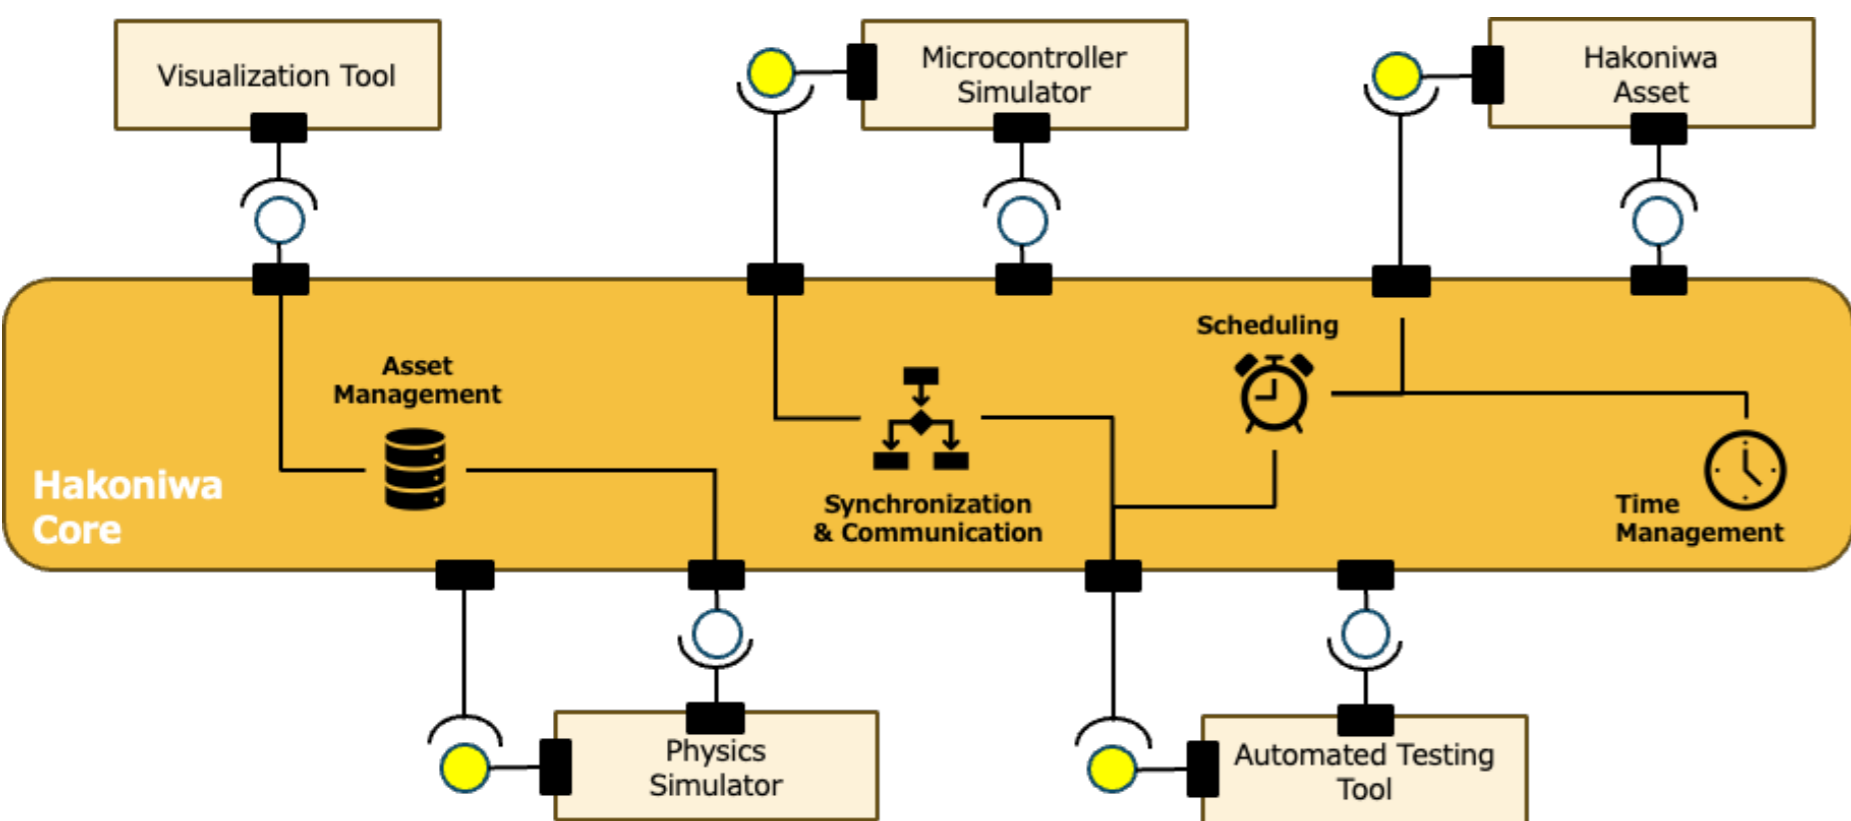 Visualization Tool
Microcontroller
Simulator
Hakoniwa
Asset
Scheduling
Asset
Management
Hakoniwa
Core
Synchronization
& Communication
Time
Management
Physics
Simulator
Automated Testing
Tool